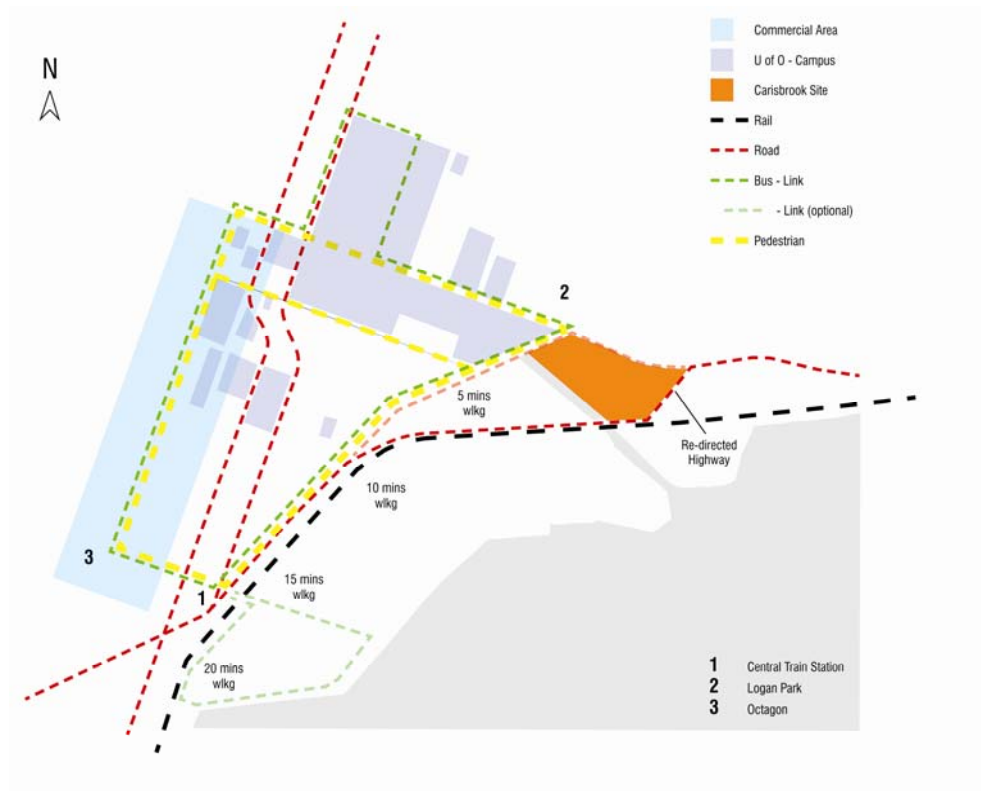 N
Commercial Area
U of O - Campus
Carisbrook Site
Rail
Road
Bus - Link
- Link (optional)
Pedestrian
2
5 mins
wlkg
Re-directed
Highway
10 mins
wlkg
3
1
15 mins
wlkg
20 mins
wlkg
1 Central Train Station
2 Logan Park
3 Octagon